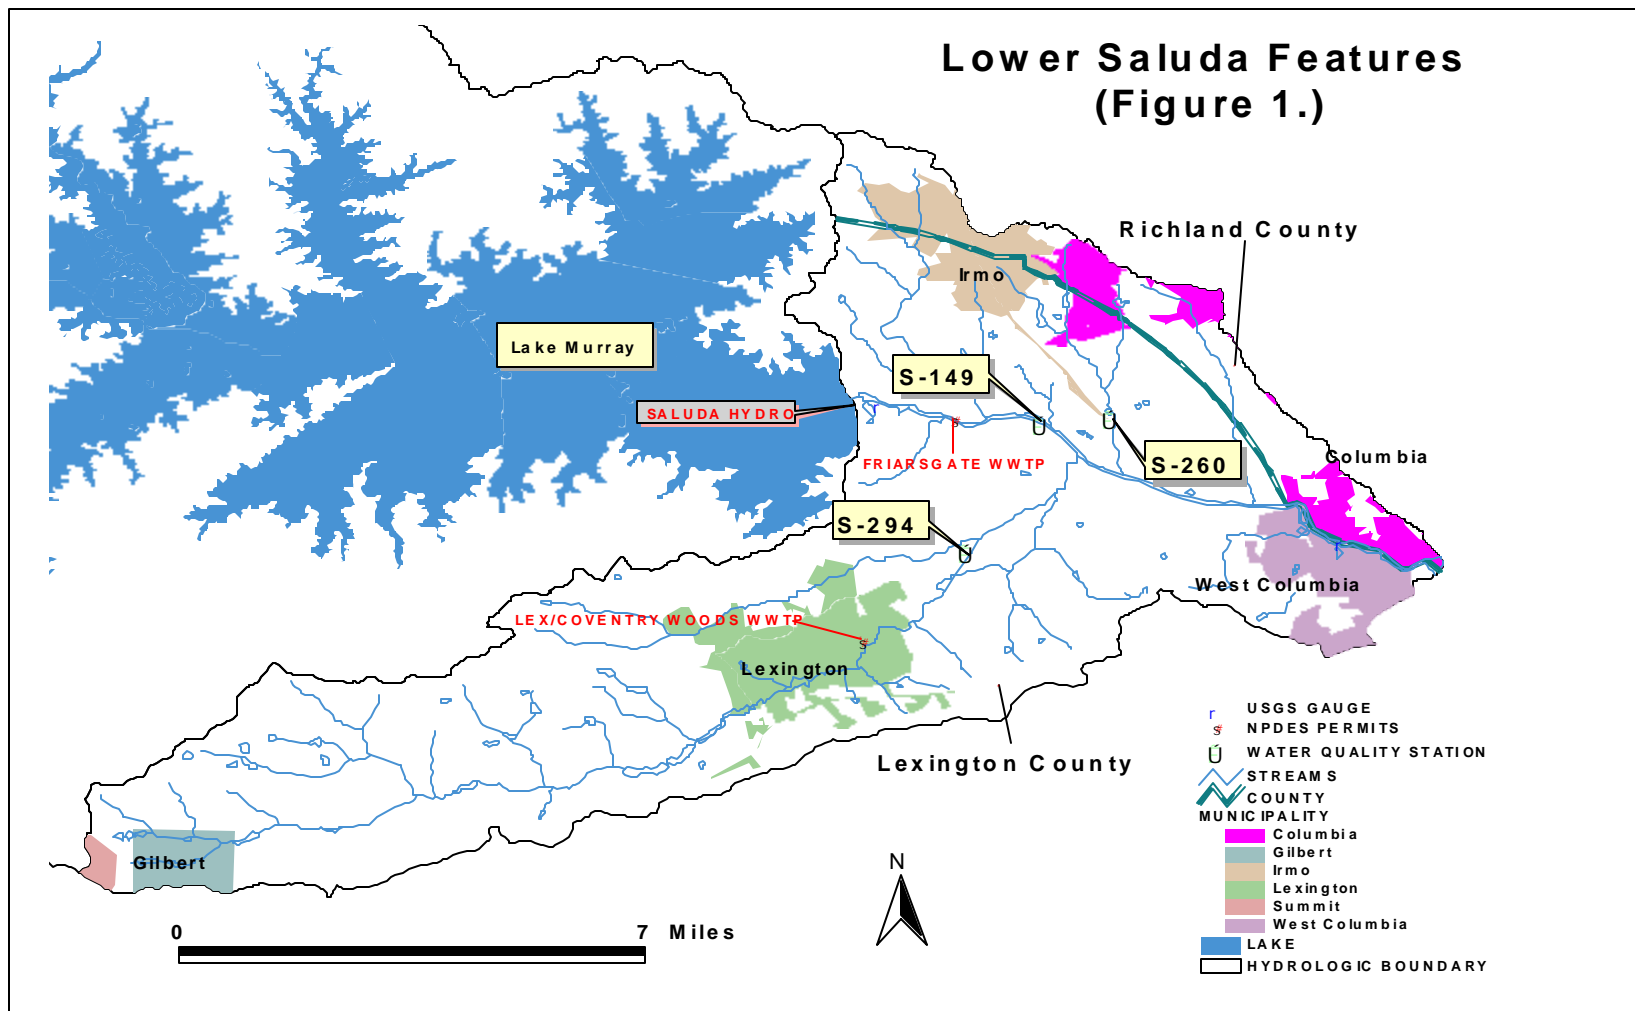 Lower Saluda Features
(Figure 1.)
Richland County
Irmo
Lake Murray
S-149
SALUDA HYDRO
FRIARSGATE WWTP
S-260
Columbia
S-294
West Columbia
LEX/COVENTRY WOODS WWTP
Lexington
Lexington County
Gilbert
N
0 7 Miles
r USGS GAUGE
s NPDES PERMITS
Ú WATER QUALITY STATION
STREAMS
COUNTY
MUNICIPALITY
Columbia
Gilbert
Irmo
Lexington
Summit
West Columbia
LAKE
HYDROLOGIC BOUNDARY